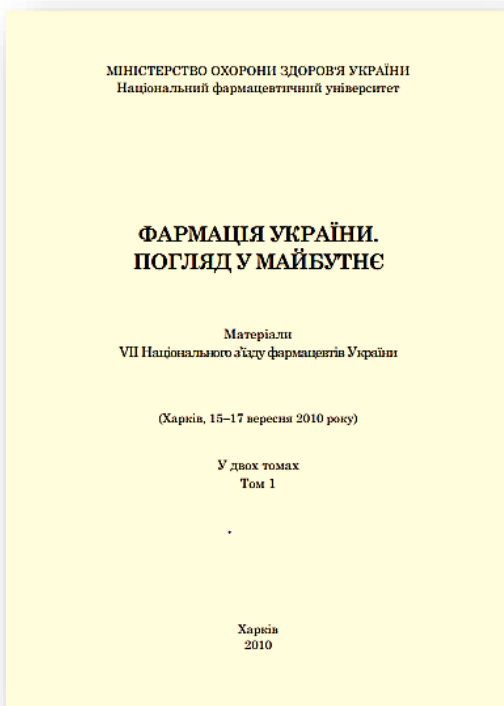 МІНІСТЕРСТВО ОХОРОНИ ЗДОРОВ'Я УКРАЇНИ
Національний фармацевтичний університет
ФАРМАЦІЯ УКРАЇНИ.
ПОГЛЯД У МАЙБУТНЄ
Матеріали
VII Національного з'їзду фармацевтів України
(Харків, 15–17 вересня 2010 року)
У двох томах
Том 1
Харків
2010